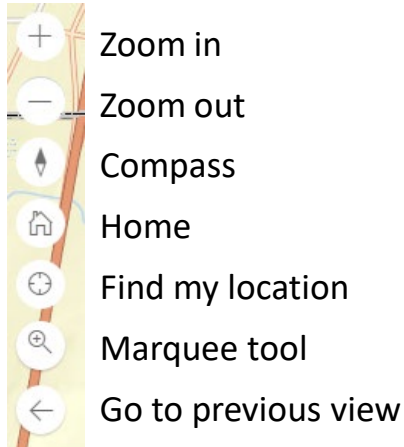 Zoom in
Zoom out
Compass
Home
Find my location
Marquee tool
Go to previous view